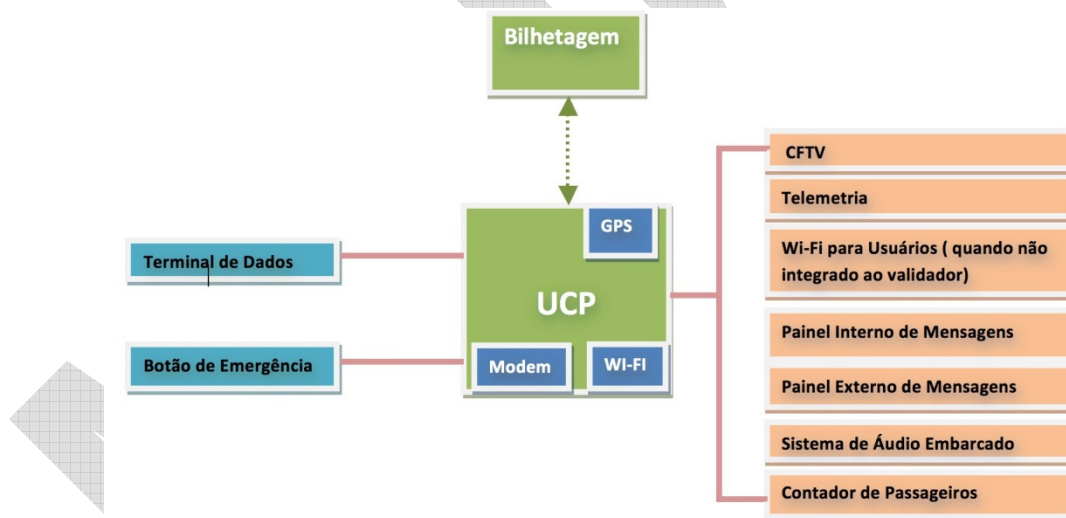 Bilhetagem
GPS
UCP
Modem
WI-FI
Terminal de Dados
Botão de Emergência
CFTV
Telemetria
Wi-Fi para Usuários ( quando não
integrado ao validador)
Painel Interno de Mensagens
Painel Externo de Mensagens
Sistema de Áudio Embarcado
Contador de Passageiros